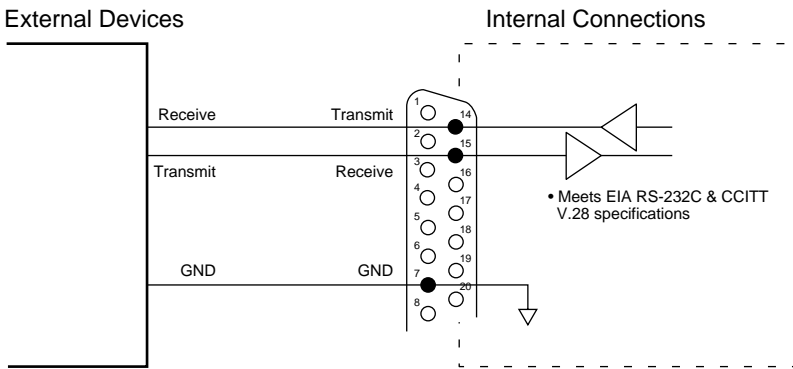 External Devices
Internal Connections
1
14
Receive
Transmit
2
15
Transmit
Receive
3
16
4
17
• Meets EIA RS-232C & CCITT
V.28 specifications
5
18
6
19
GND
GND
7
20
8